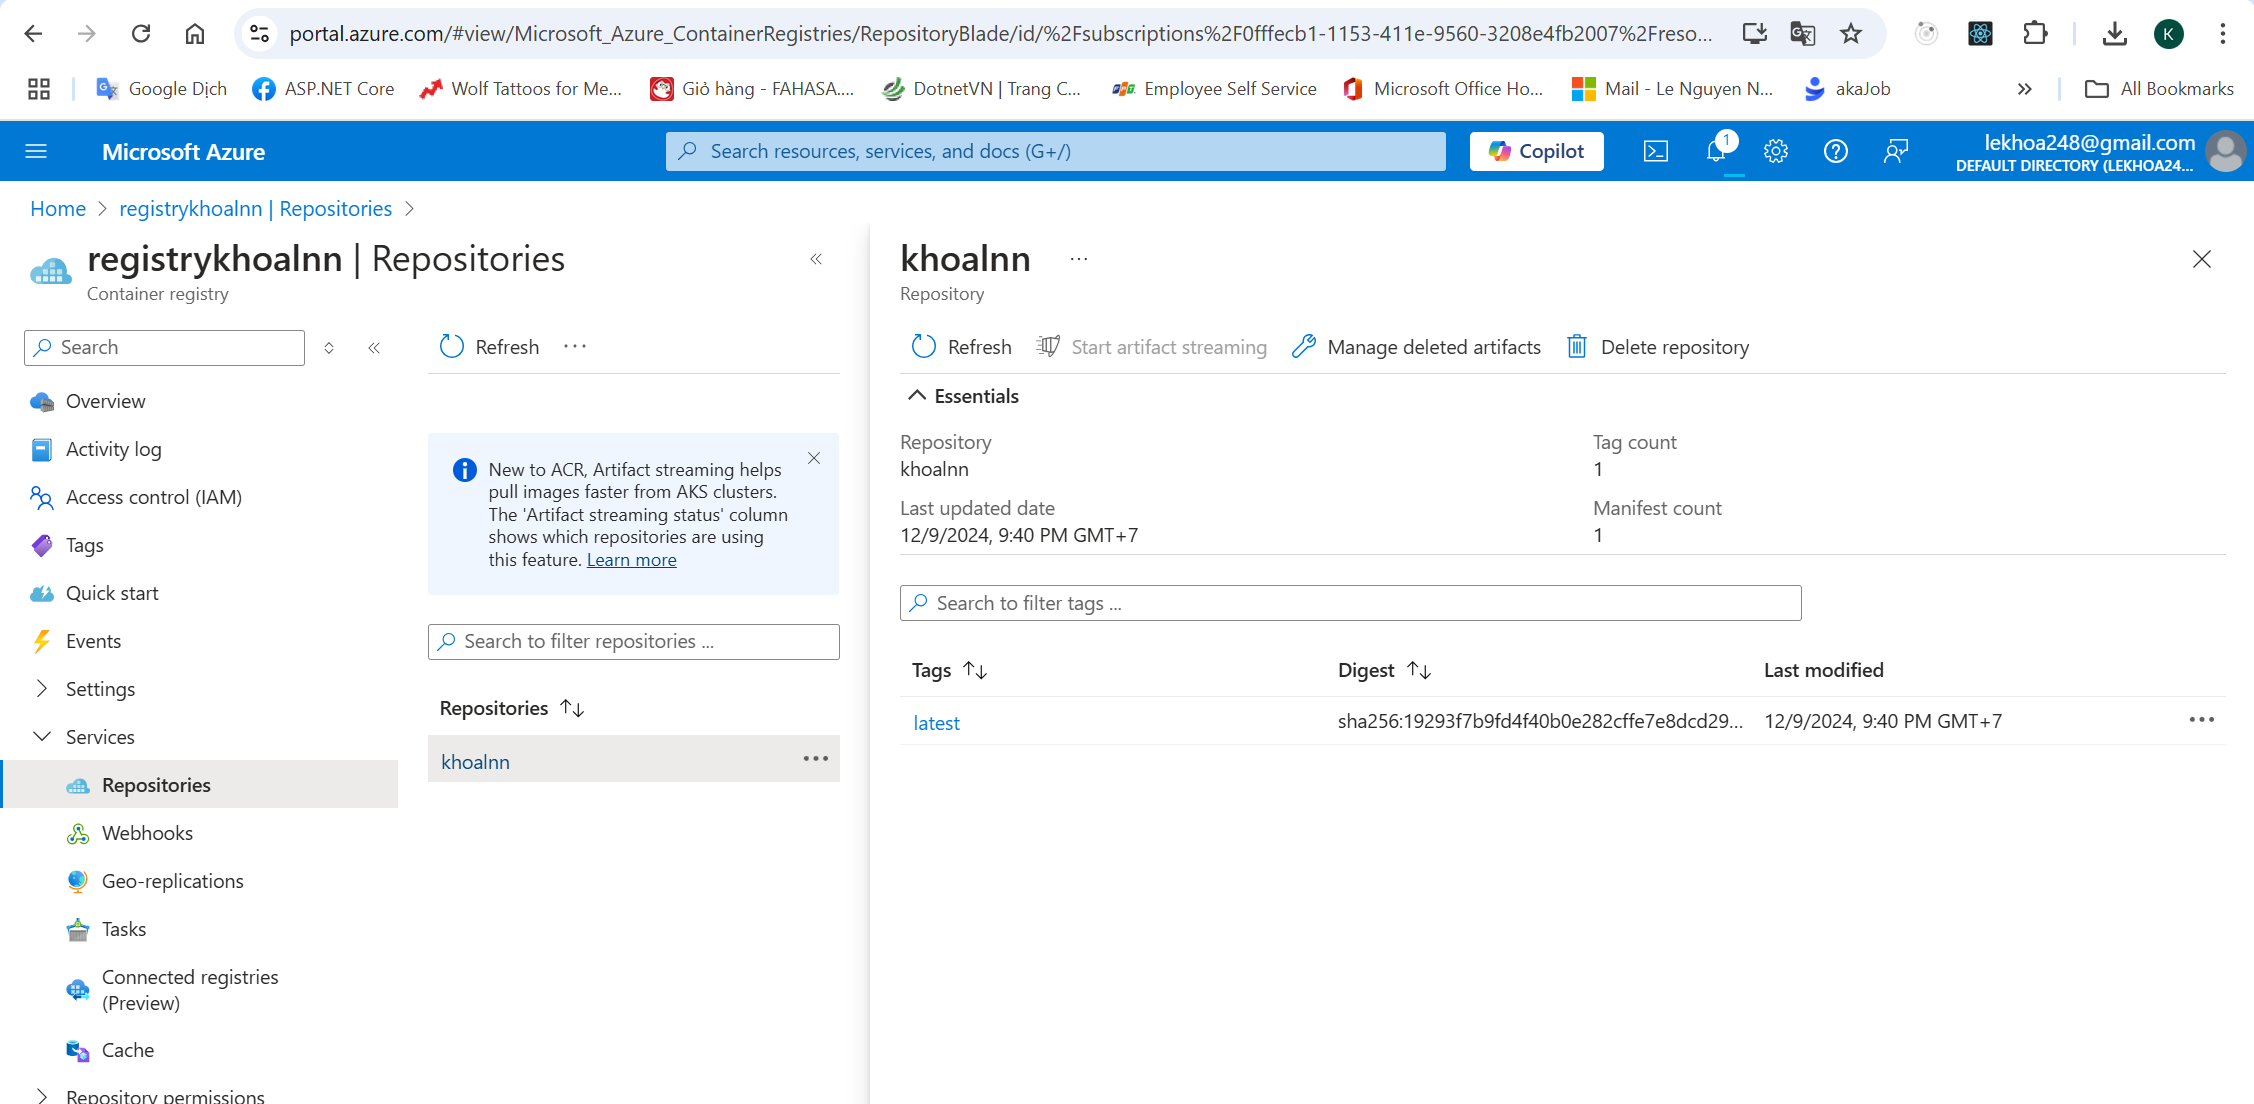 portal.azure.com/#view/Microsoft_Azure_ContainerRegistries/RepositoryBlade/id/%2Fsubscriptions%2F0fffecb1-1153-411e-9560-3208e4fb2007%2Freso...
K
Google Dịch
ASP.NET Core
Wolf Tattoos for Me...
Giỏ hàng - FAHASA....
DotnetVN | Trang C...
Employee Self Service
Microsoft Office Ho...
Mail - Le Nguyen N...
akaJob
All Bookmarks
Microsoft Azure
Search resources, services, and docs (G+/)
Copilot
1
lekhoa248@gmail.com
DEFAULT DIRECTORY (LEKHOA24...
Home > registrykhoalnn | Repositories >
registrykhoalnn | Repositories
Container registry
Search
Overview
Activity log
Access control (IAM)
Tags
Quick start
Events
Settings
Services
Repositories
Webhooks
Geo-replications
Tasks
Connected registries
(Preview)
Cache
Repository permissions
Refresh
New to ACR, Artifact streaming helps
pull images faster from AKS clusters.
The 'Artifact streaming status' column
shows which repositories are using
this feature. Learn more
Search to filter repositories ...
Repositories
khoalnn
khoalnn
Repository
Refresh
Start artifact streaming
Manage deleted artifacts
Delete repository
Essentials
Repository
khoalnn
Last updated date
12/9/2024, 9:40 PM GMT+7
Tag count
1
Manifest count
1
Search to filter tags ...
Tags Digest Last modified
latest sha256:19293f7b9fd4f40b0e282cffe7e8dcd29... 12/9/2024, 9:40 PM GMT+7